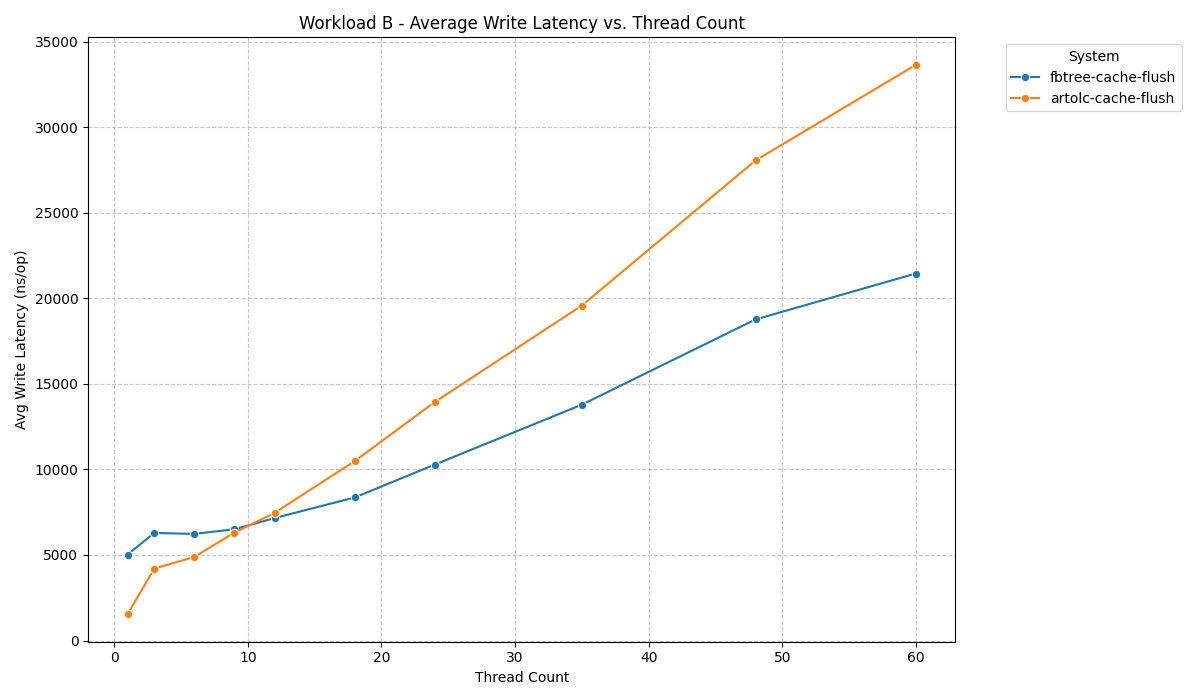 Workload B - Average Write Latency vs. Thread Count
System
fbtree-cache-flush
artolc-cache-flush
Avg Write Latency (ns/op)
35000
30000
25000
20000
15000
10000
5000
0
0 10 20 30 40 50 60
Thread Count